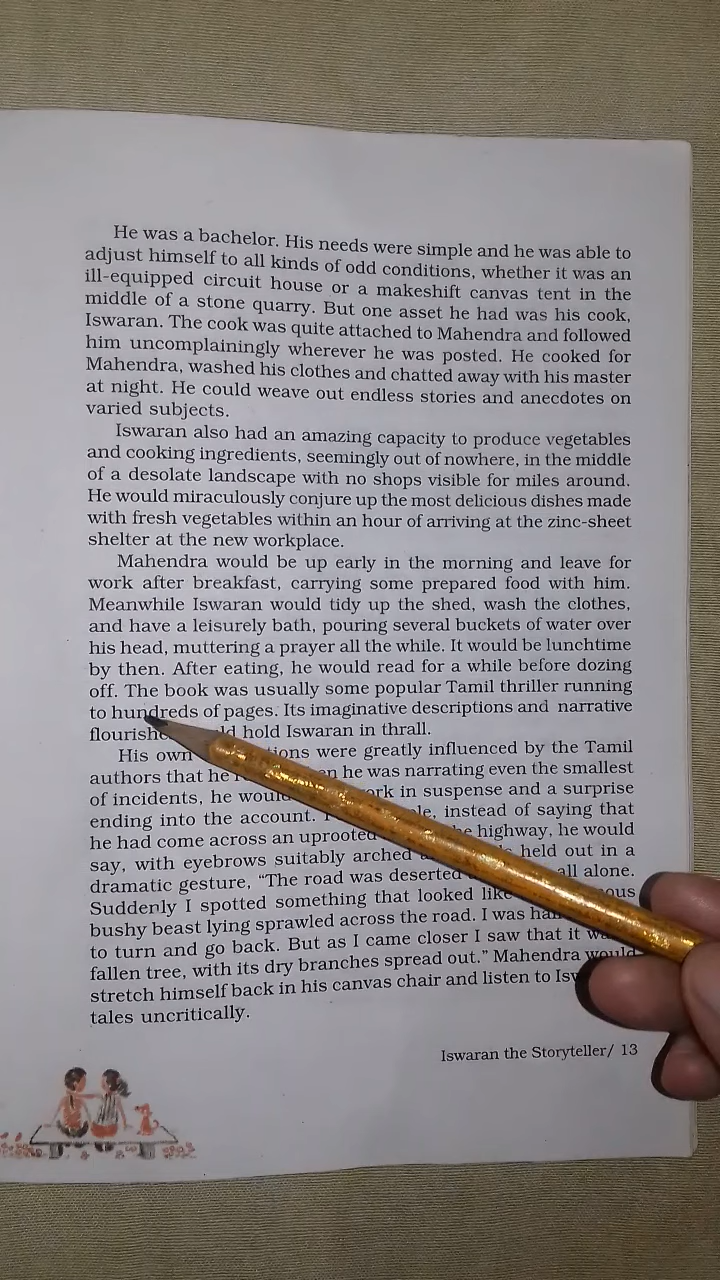 He was a bachelor. His needs were simple and he was able to
adjust himself to all kinds of odd conditions, whether it was an
ill-equipped circuit house or a makeshift canvas tent in the
middle of a stone quarry. But one asset he had was his cook,
Iswaran. The cook was quite attached to Mahendra and followed
him uncomplainingly wherever he was posted. He cooked for
Mahendra, washed his clothes and chatted away with his master
at night. He could weave out endless stories and anecdotes on
varied subjects.
Iswaran also had an amazing capacity to produce vegetables
and cooking ingredients, seemingly out of nowhere, in the middle
of a desolate landscape with no shops visible for miles around.
He would miraculously conjure up the most delicious dishes made
with fresh vegetables within an hour of arriving at the zinc-sheet
shelter at the new workplace.
Mahendra would be up early in the morning and leave for
work after breakfast, carrying some prepared food with him.
Meanwhile Iswaran would tidy up the shed, wash the clothes,
and have a leisurely bath, pouring several buckets of water over
his head, muttering a prayer all the while. It would be lunchtime
by then. After eating, he would read for a while before dozing
off. The book was usually some popular Tamil thriller running
to hundreds of pages. Its imaginative descriptions and narrative
hold Iswaran in thrall.
His own were greatly influenced by the Tamil
authors that he he was narrating even the smallest
of incidents, he in suspense and a surprise
ending into the account. instead of saying that
he had come across an uprooted highway, he would
say, with eyebrows suitably arched held out in a
dramatic gesture, “The road was deserted all alone.
Suddenly I spotted something that looked
bushy beast lying sprawled across the road. I was
to turn and go back. But as I came closer I saw that it
fallen tree, with its dry branches spread out.” Mahendra would
stretch himself back in his canvas chair and listen to
tales uncritically.
Iswaran the Storyteller/ 13